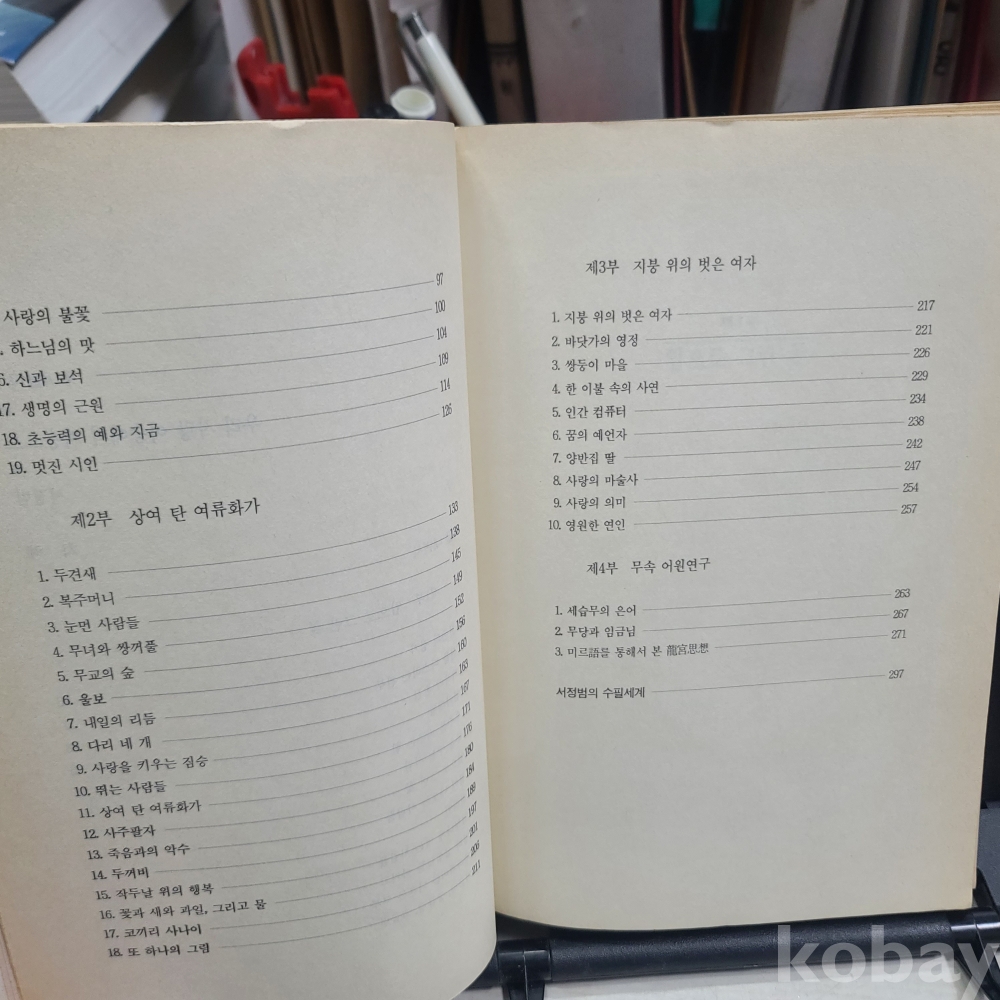 사랑의 불꽃 97
. 하느님의 맛 100
6. 신과 보석 104
17. 생명의 근원 109
18. 초능력의 예와 지금 114
19. 멋진 시인 126
제2부 상여 탄 여류화가
1. 두견새 133
2. 복주머니 138
3. 눈먼 사람들 145
4. 무녀와 쌍꺼풀 149
5. 무교의 숲 152
6. 울보 156
7. 내일의 리듬 160
8. 다리 네 개 163
9. 사랑을 키우는 짐승 167
10. 뛰는 사람들 171
11. 상여 탄 여류화가 176
12. 사주팔자 180
13. 죽음과의 악수 184
14. 두꺼비 189
15. 작두날 위의 행복 197
16. 꽃과 새와 과일, 그리고 물 201
17. 코끼리 사나이 206
18. 또 하나의 그림 211
제3부 지붕 위의 벗은 여자
1. 지붕 위의 벗은 여자 217
2. 바닷가의 영정 221
3. 쌍둥이 마을 226
4. 한 이불 속의 사연 229
5. 인간 컴퓨터 234
6. 꿈의 예언자 238
7. 양반집 딸 242
8. 사랑의 마술사 247
9. 사랑의 의미 254
10. 영원한 연인 257
제4부 무속 어원연구
1. 세습무의 은어 263
2. 무당과 임금님 267
3. 미르語를 통해서 본 龍宮思想 271
서정범의 수필세계 297
kobay